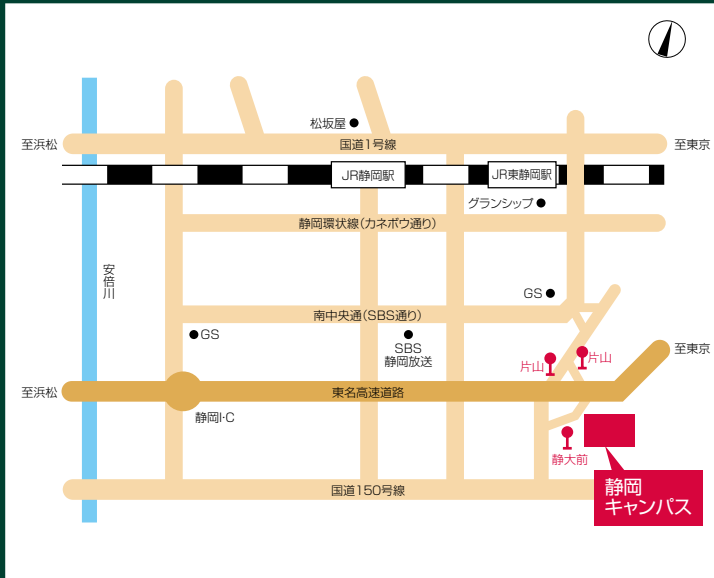 松坂屋
至浜松
国道1号線
至東京
JR静岡駅
JR東静岡駅
グランシップ
静岡環状線(カネボウ通り)
安倍川
GS
南中央通(SBS通り)
GS
SBS
静岡放送
片山
片山
至東京
至浜松
東名高速道路
静岡I・C
静大前
国道150号線
静岡
キャンパス